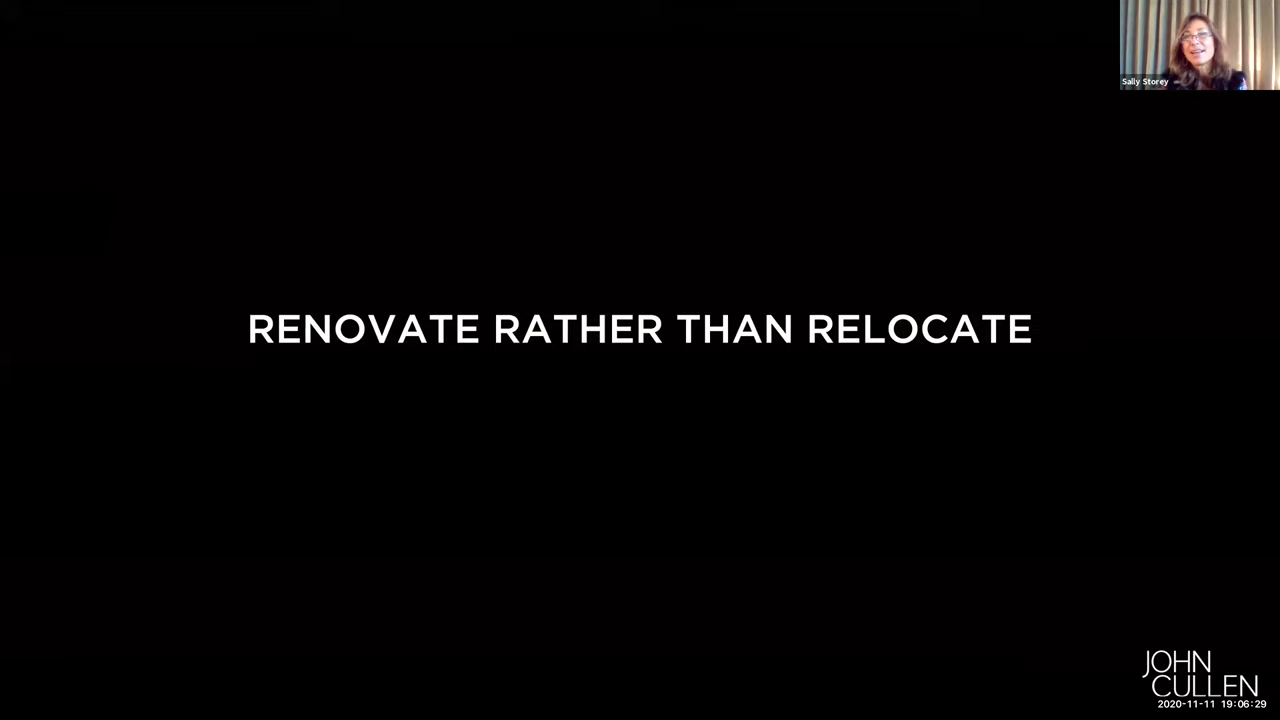 Sally Storey
RENOVATE RATHER THAN RELOCATE
JOHN
CULLEN
2020-11-11 19:06:29